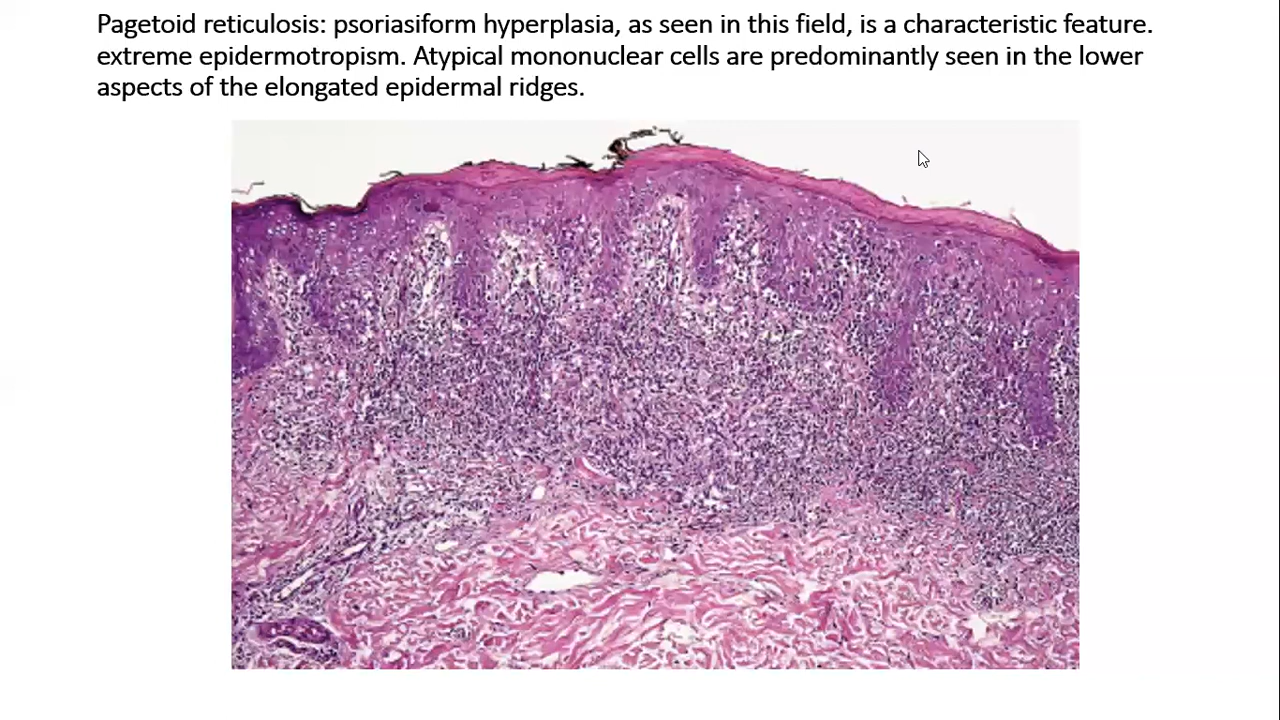 Pagetoid reticulosis: psoriasiform hyperplasia, as seen in this field, is a characteristic feature.
extreme epidermotropism. Atypical mononuclear cells are predominantly seen in the lower
aspects of the elongated epidermal ridges.